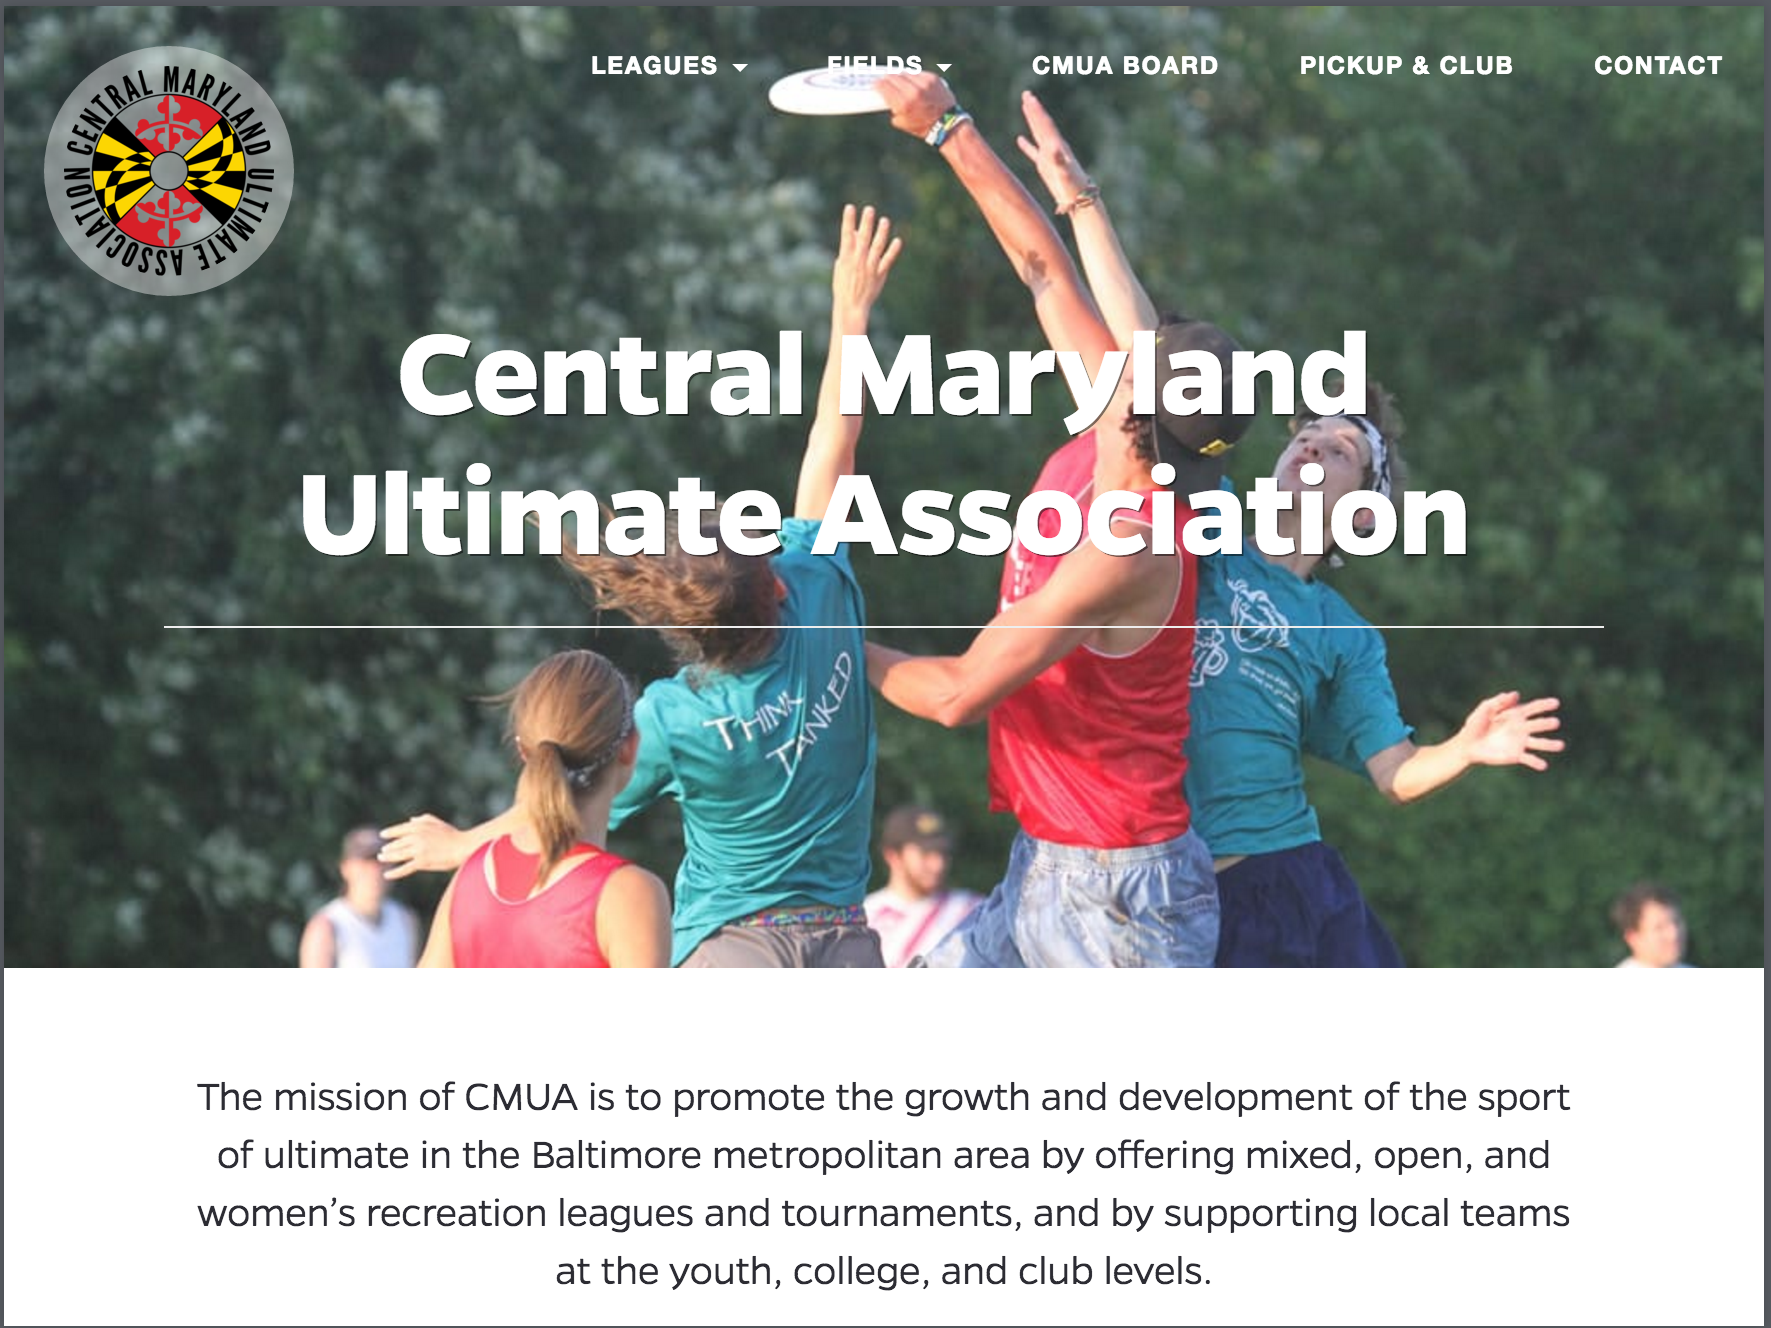 CENTRAL MARYLAND ULTIMATE ASSOCIATION
LEAGUES
FIELDS
CMUA BOARD
PICKUP & CLUB
CONTACT
Central Maryland
Ultimate Association
THINK
TANKED
The mission of CMUA is to promote the growth and development of the sport
of ultimate in the Baltimore metropolitan area by offering mixed, open, and
women’s recreation leagues and tournaments, and by supporting local teams
at the youth, college, and club levels.